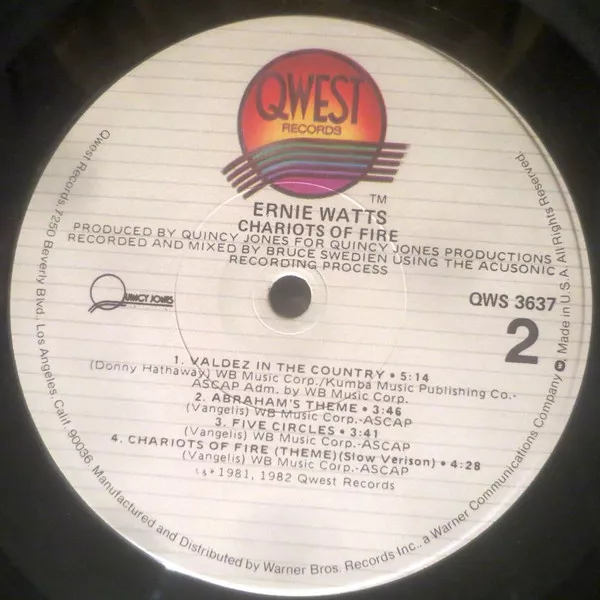 QWEST
RECORDS
TM
ERNIE WATTS
CHARIOTS OF FIRE
PRODUCED BY QUINCY JONES FOR QUINCY JONES PRODUCTIONS
RECORDED AND MIXED BY BRUCE SWEDIEN USING THE ACUSONIC
RECORDING PROCESS
QUINCY JONES
QWS 3637
2
1. VALDEZ IN THE COUNTRY • 5:14
(Donny Hathaway) WB Music Corp./Kumba Music Publishing Co.-
ASCAP Adm. by WB Music Corp.
2. ABRAHAM'S THEME • 3:46
(Vangelis) WB Music Corp.-ASCAP
3. FIVE CIRCLES • 3:41
(Vangelis) WB Music Corp.-ASCAP
4. CHARIOTS OF FIRE (THEME)(Slow Verison) • 4:28
(Vangelis) WB Music Corp.-ASCAP
1981, 1982 Qwest Records
Qwest Records, 7250 Beverly Blvd., Los Angeles, Calif. 90036. Manufactured and Distributed by Warner Bros. Records Inc., a Warner Communications Company Made in U.S.A. All Rights Reserved.